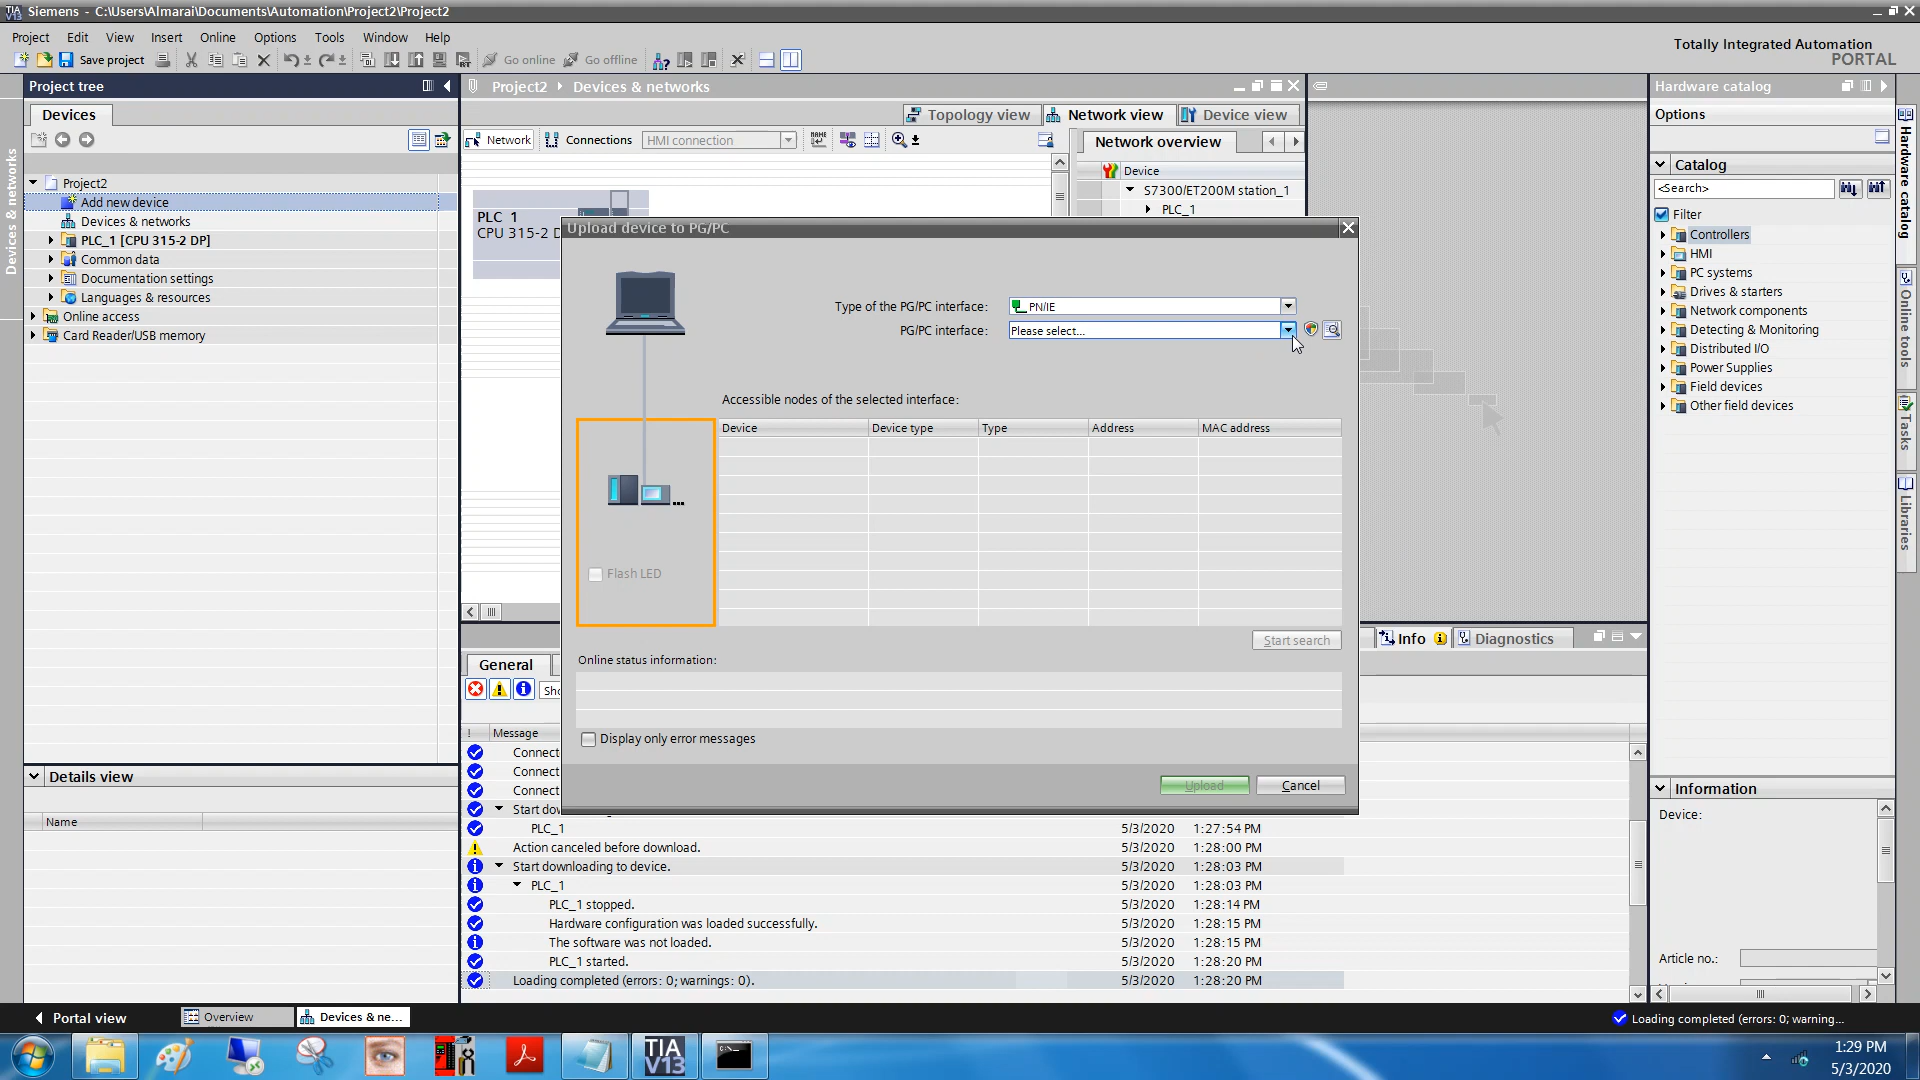 Siemens - C:\Users\Almarai\Documents\Automation\Project2\Project2
Project Edit View Insert Online Options Tools Window Help
Totally Integrated Automation
PORTAL
Save project
Go online
Go offline
Project tree
Project2 Devices & networks
Hardware catalog
Devices
Topology view
Network view
Device view
Options
Network
Connections
HMI connection
Network overview
Device
S7300/ET200M station_1
PLC_1
Catalog
<Search>
Filter
Controllers
HMI
PC systems
Drives & starters
Network components
Detecting & Monitoring
Distributed I/O
Power Supplies
Field devices
Other field devices
Project2
Add new device
Devices & networks
PLC_1 [CPU 315-2 DP]
Common data
Documentation settings
Languages & resources
Online access
Card Reader/USB memory
Devices & networks
PLC 1
CPU 315-2 D
Upload device to PG/PC
Type of the PG/PC interface:
PN/IE
PG/PC interface:
Please select...
Accessible nodes of the selected interface:
Device Device type Type Address MAC address
Flash LED
Start search
Online status information:
Display only error messages
Upload
Cancel
Hardware catalog
Online tools
Tasks
Libraries
Info
Diagnostics
General
Sho
! Message
Connect
Connect
Connect
Start dow
PLC_1 5/3/2020 1:27:54 PM
Action canceled before download. 5/3/2020 1:28:00 PM
Start downloading to device. 5/3/2020 1:28:03 PM
PLC_1 5/3/2020 1:28:03 PM
PLC_1 stopped. 5/3/2020 1:28:14 PM
Hardware configuration was loaded successfully. 5/3/2020 1:28:15 PM
The software was not loaded. 5/3/2020 1:28:15 PM
PLC_1 started. 5/3/2020 1:28:20 PM
Loading completed (errors: 0; warnings: 0). 5/3/2020 1:28:20 PM
Details view
Name
Information
Device:
Article no.:
Portal view
Overview
Devices & ne...
Loading completed (errors: 0; warning...
TIA
V13
1:29 PM
5/3/2020